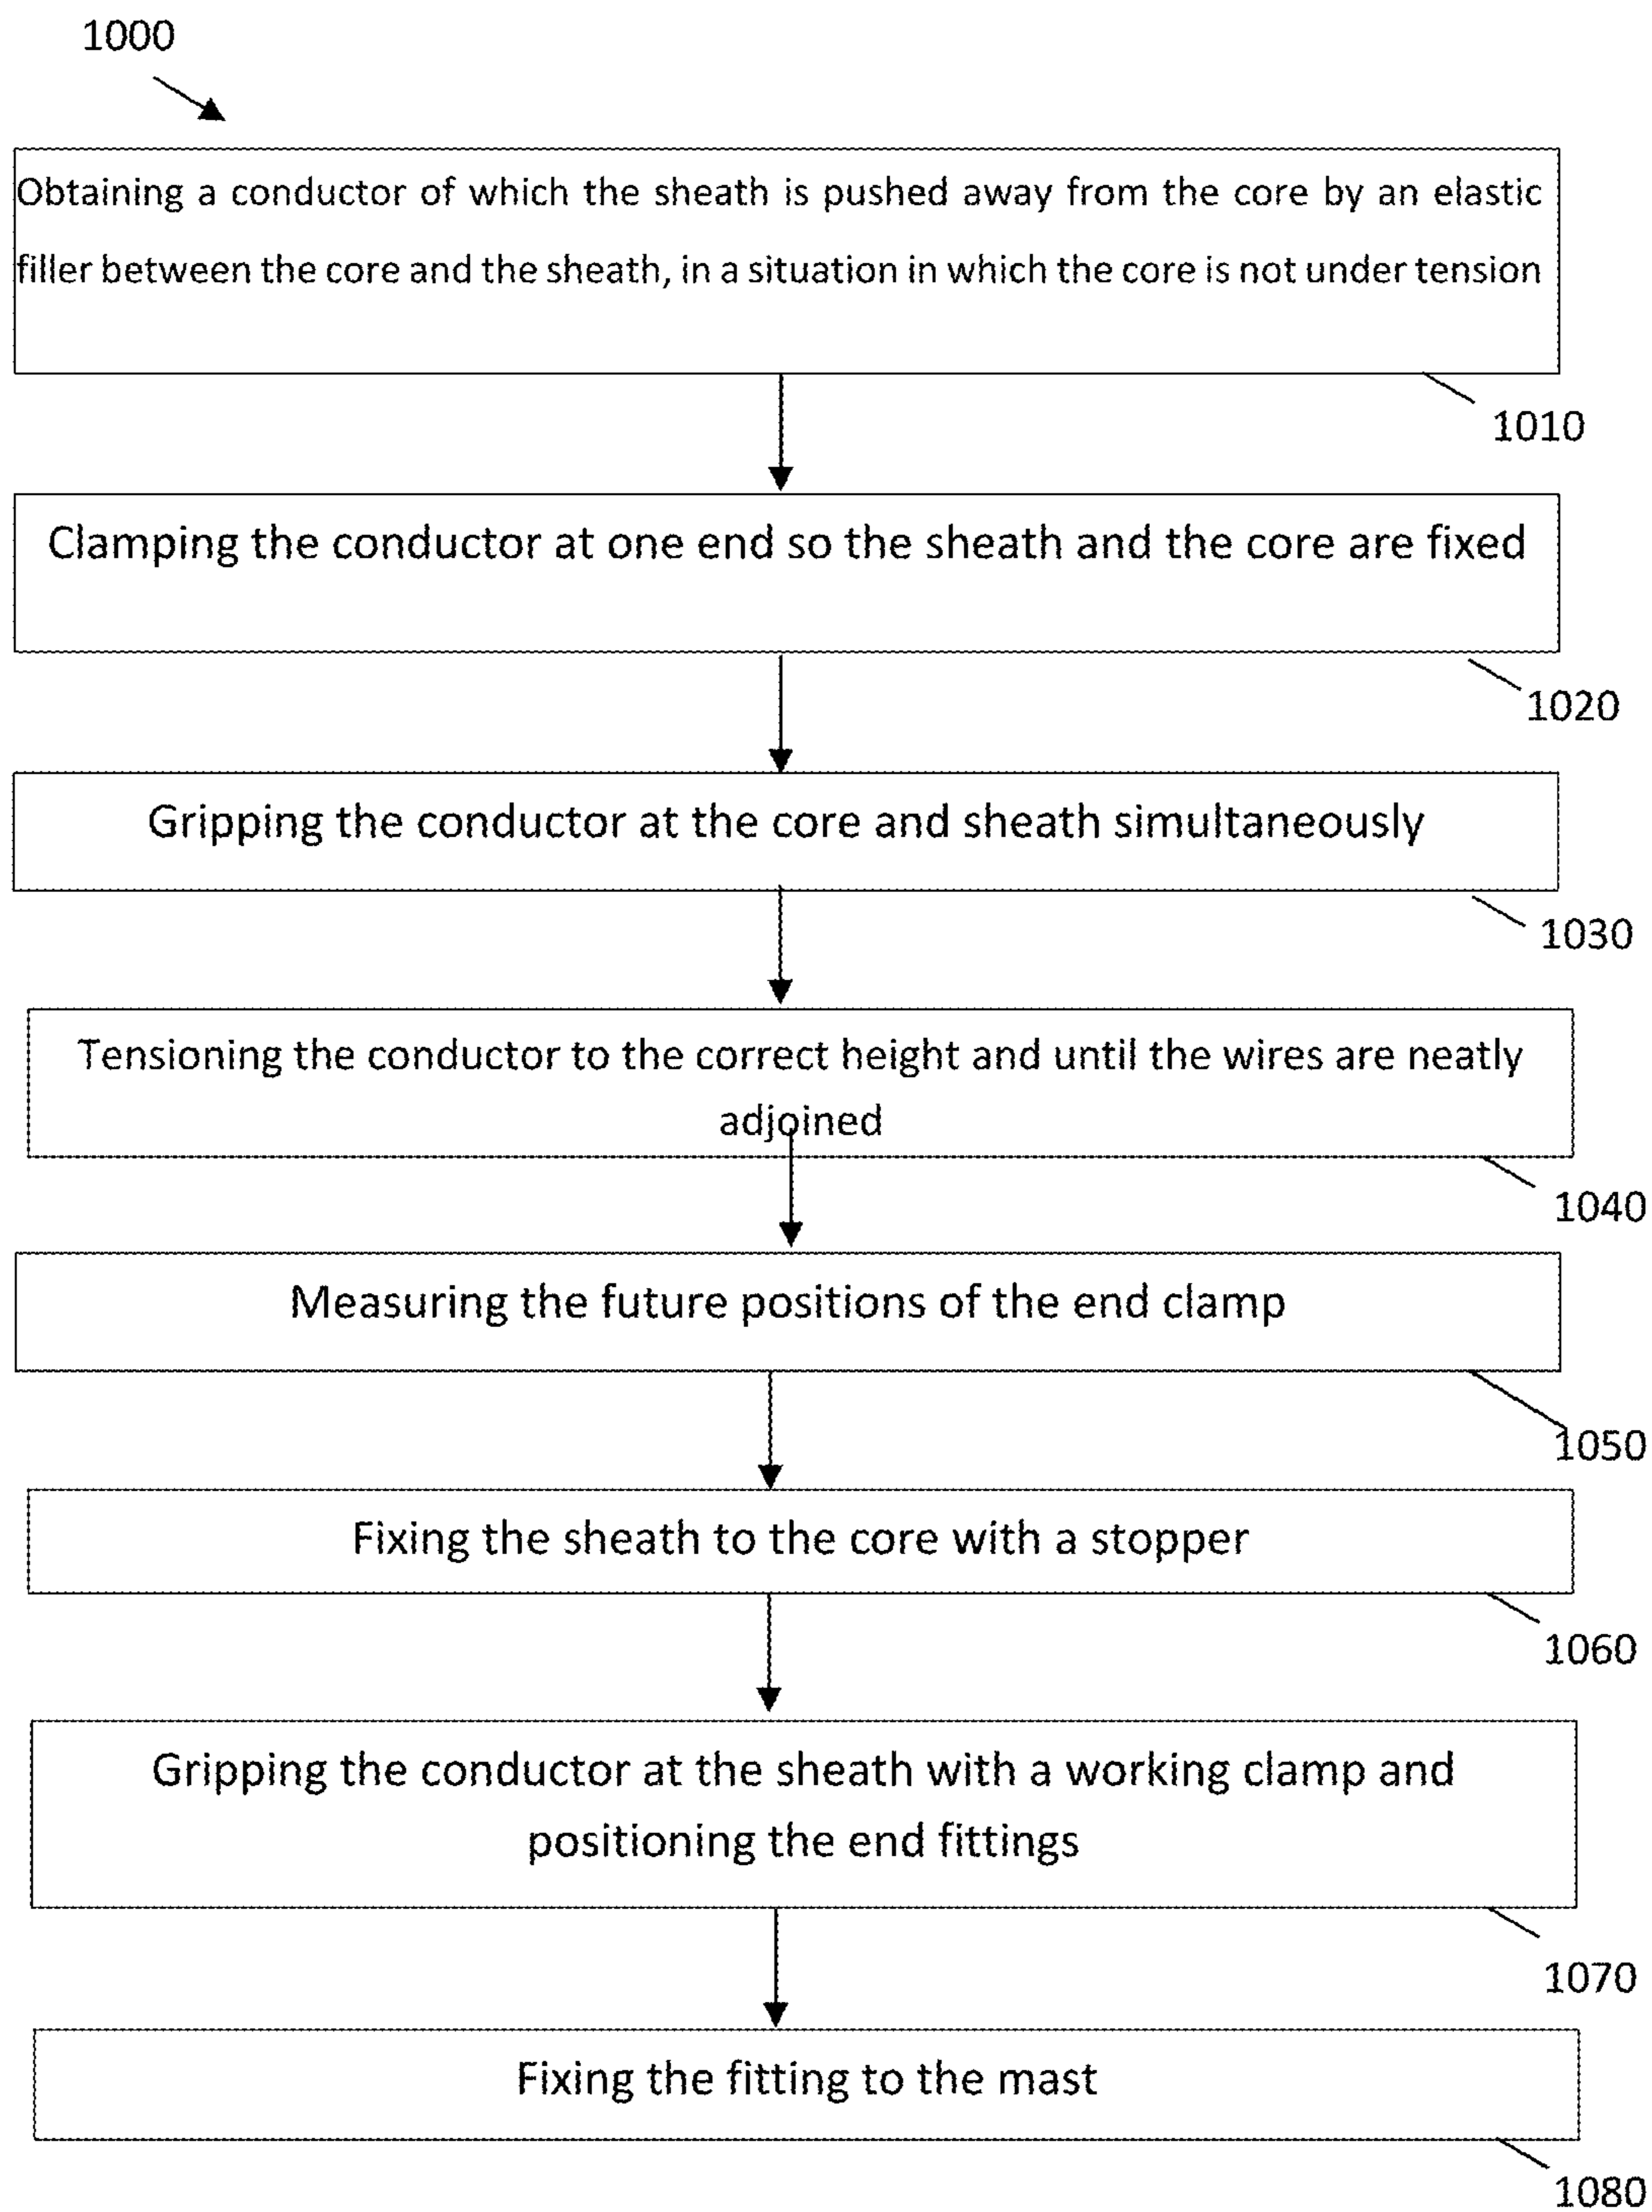 1000
Obtaining a conductor of which the sheath is pushed away from the core by an elastic
filler between the core and the sheath, in a situation in which the core is not under tension
1010
Clamping the conductor at one end so the sheath and the core are fixed
1020
Gripping the conductor at the core and sheath simultaneously
1030
Tensioning the conductor to the correct height and until the wires are neatly
adjoined
1040
Measuring the future positions of the end clamp
1050
Fixing the sheath to the core with a stopper
1060
Gripping the conductor at the sheath with a working clamp and
positioning the end fittings
1070
Fixing the fitting to the mast
1080